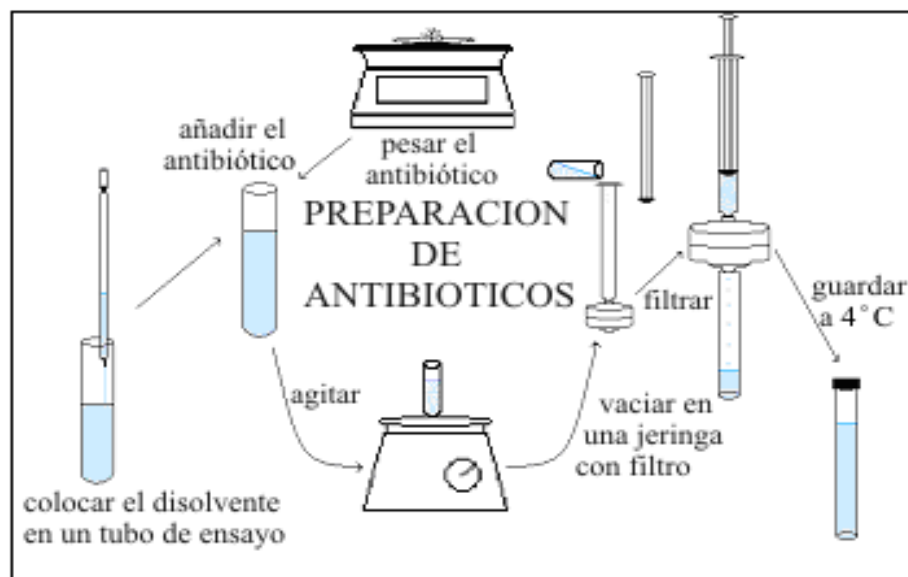 añadir el
antibiótico
pesar el
antibiótico
PREPARACION
DE
ANTIBIOTICOS
filtrar
guardar
a 4°C
agitar
vaciar en
una jeringa
con filtro
colocar el disolvente
en un tubo de ensayo